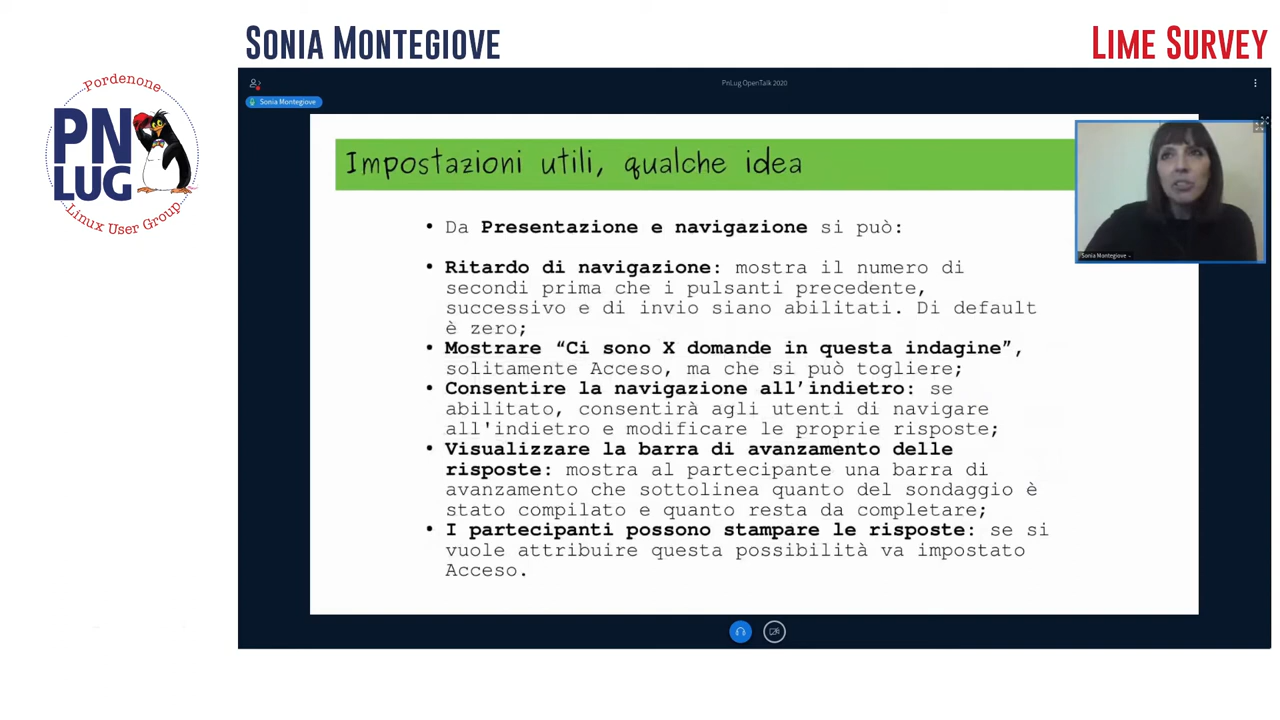 Sonia Montegiove
Lime Survey
Pordenone
PN
LUG
Linux User Group
PnLug OpenTalk 2020
Sonia Montegiove
Impostazioni utili, qualche idea
Sonia Montegiove
• Da Presentazione e navigazione si può:
• Ritardo di navigazione: mostra il numero di
secondi prima che i pulsanti precedente,
successivo e di invio siano abilitati. Di default
è zero;
• Mostrare “Ci sono X domande in questa indagine”,
solitamente Acceso, ma che si può togliere;
• Consentire la navigazione all’indietro: se
abilitato, consentirà agli utenti di navigare
all'indietro e modificare le proprie risposte;
• Visualizzare la barra di avanzamento delle
risposte: mostra al partecipante una barra di
avanzamento che sottolinea quanto del sondaggio è
stato compilato e quanto resta da completare;
• I partecipanti possono stampare le risposte: se si
vuole attribuire questa possibilità va impostato
Acceso.